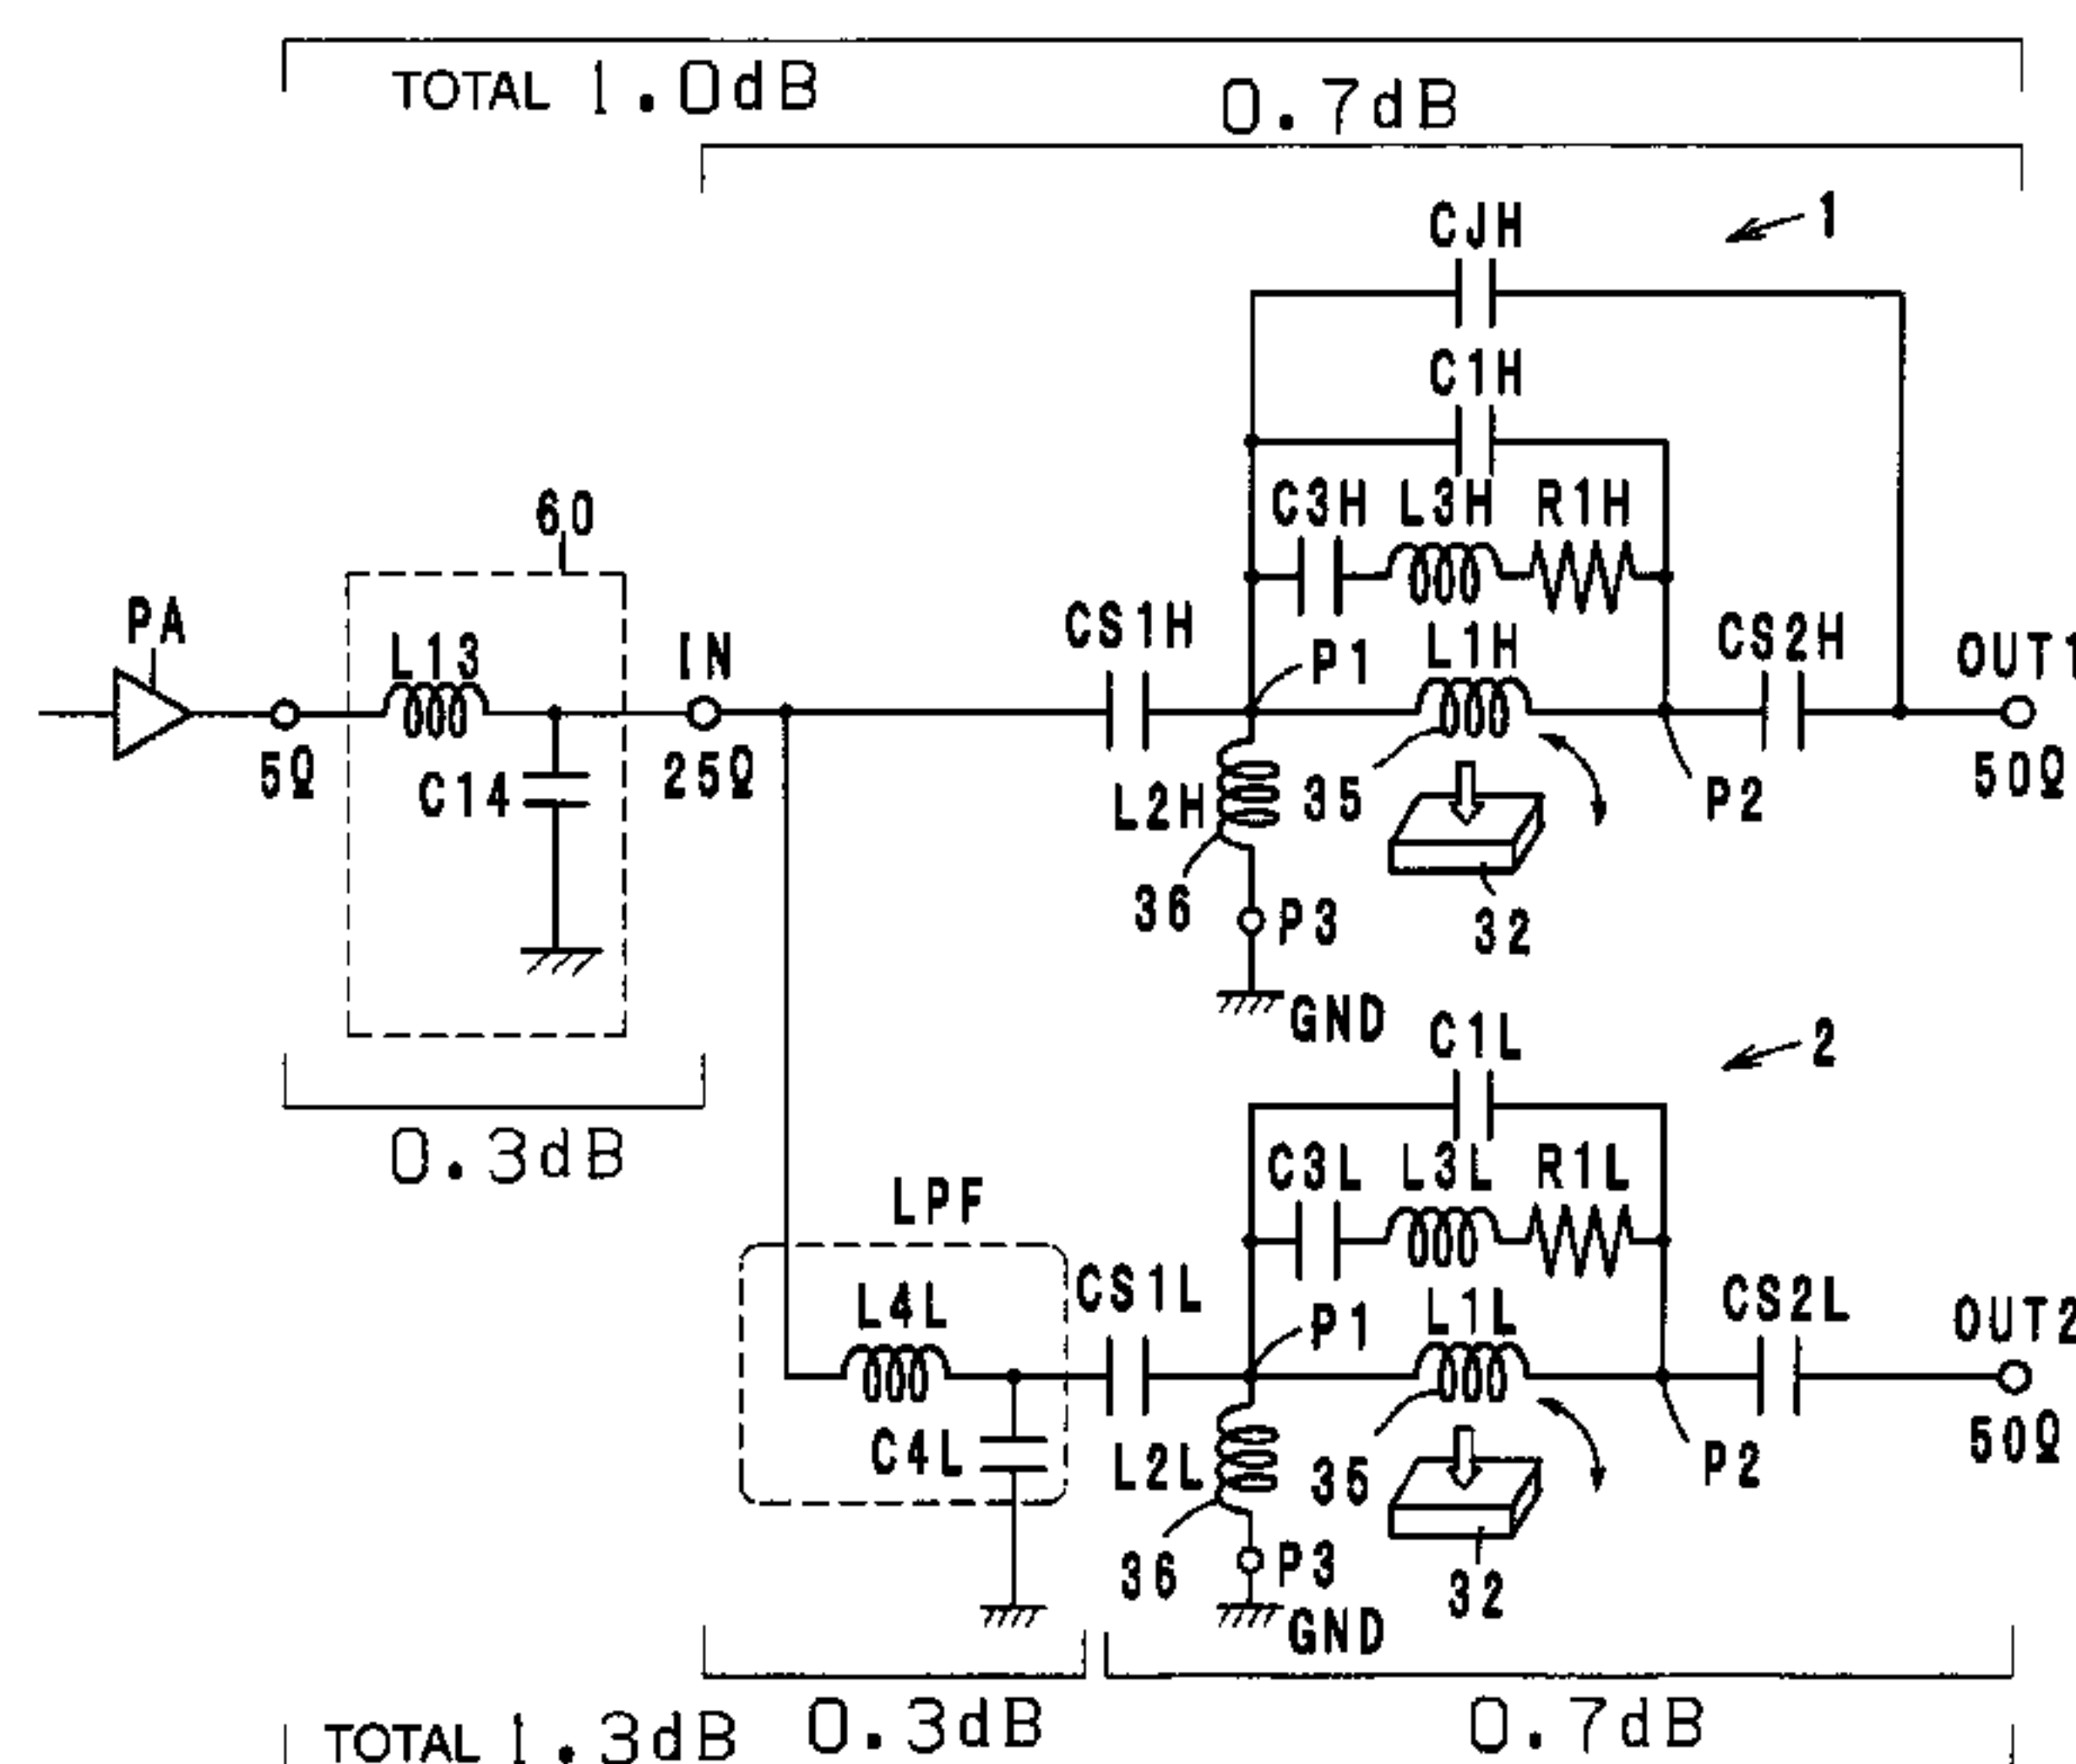 TOTAL 1.0dB
0.7dB
1
CJH
C1H
60
C3H L3H R1H
PA
L13
IN
CS1H
P1
L1H
CS2H
OUT1
5Ω
C14
25Ω
L2H
35
P2
50Ω
36
P3
32
GND
C1L
2
0.3dB
C3L L3L R1L
LPF
L4L
CS1L
P1
L1L
CS2L
OUT2
C4L
L2L
35
P2
50Ω
36
P3
32
GND
TOTAL 1.3dB
0.3dB
0.7dB